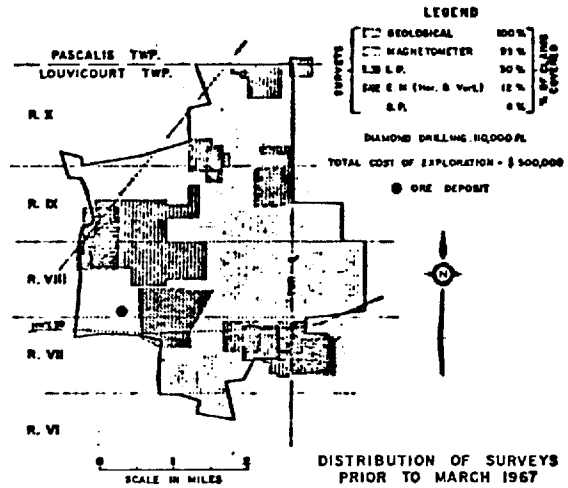 LEGEND
GEOLOGICAL 100 %
MAGNETOMETER 93 %
I.P. 30 %
E.M (Hor. & Vert.) 12 %
S.P. 6 %
SURVEYS
% OF CLAIMS COVERED
DIAMOND DRILLING: 110,000 ft.
TOTAL COST OF EXPLORATION - $ 500,000
ORE DEPOSIT
PASCALIS TWP.
LOUVICOURT TWP.
R. X
R. IX
R. VIII
R. VII
R. VI
N
0 1 2
SCALE IN MILES
DISTRIBUTION OF SURVEYS
PRIOR TO MARCH 1967